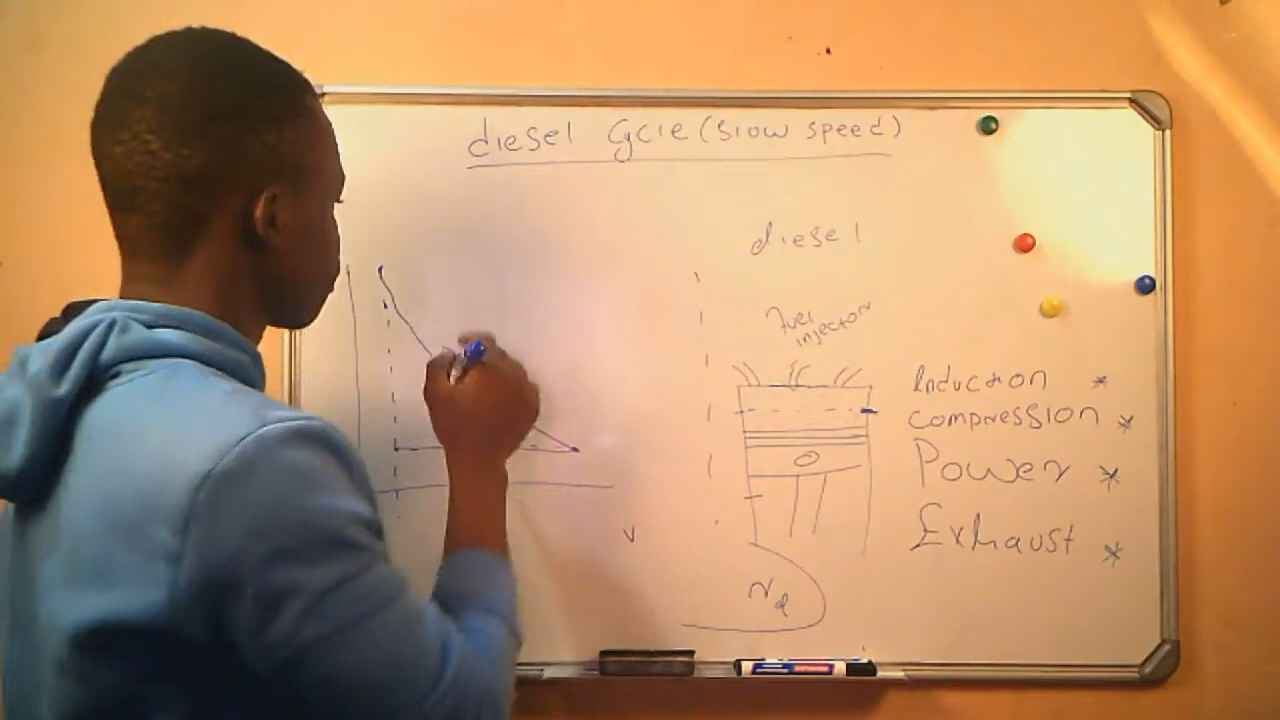 diesel Cycle (slow speed)
diesel
Fuel
injector
Induction *
Compression *
Power *
Exhaust *
V